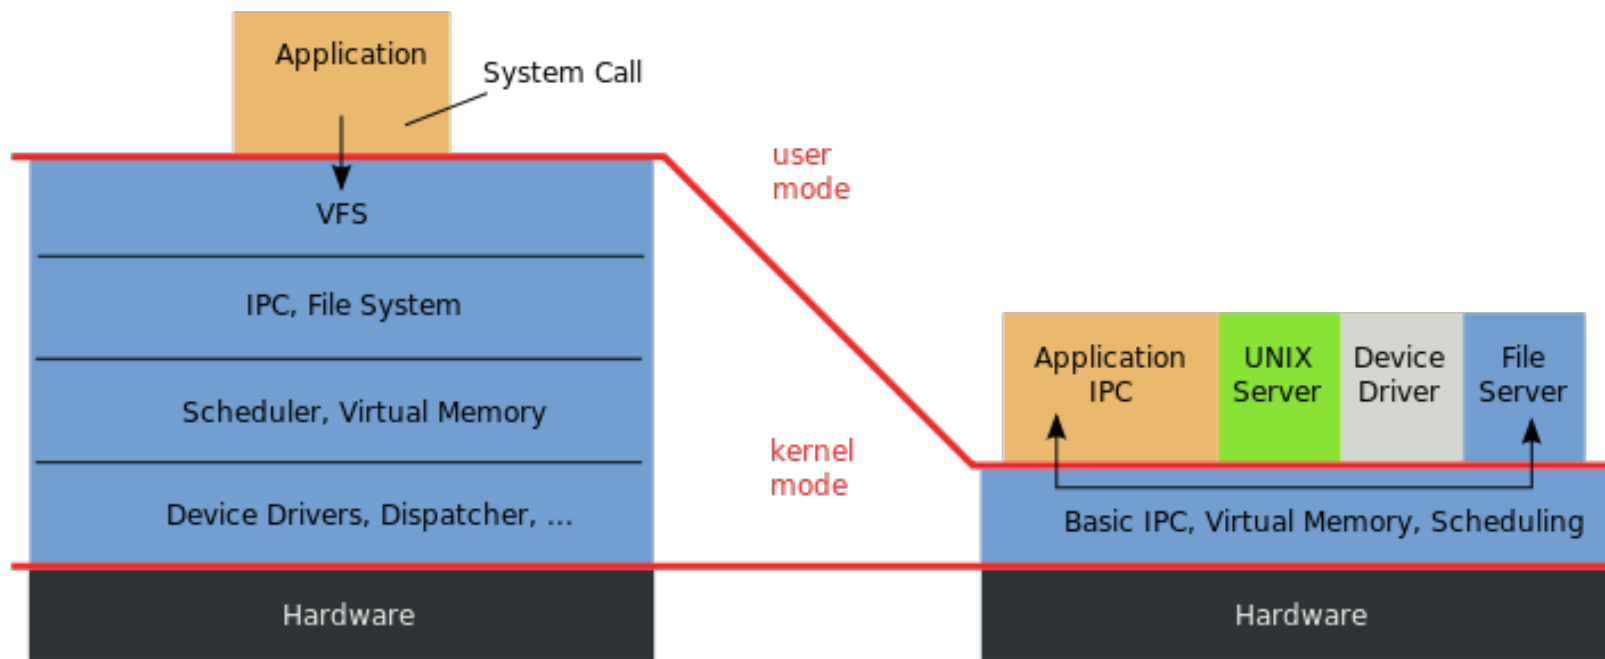 Application
System Call
VFS
IPC, File System
Scheduler, Virtual Memory
Device Drivers, Dispatcher, ...
Hardware
user
mode
kernel
mode
Application
IPC
UNIX
Server
Device
Driver
File
Server
Basic IPC, Virtual Memory, Scheduling
Hardware